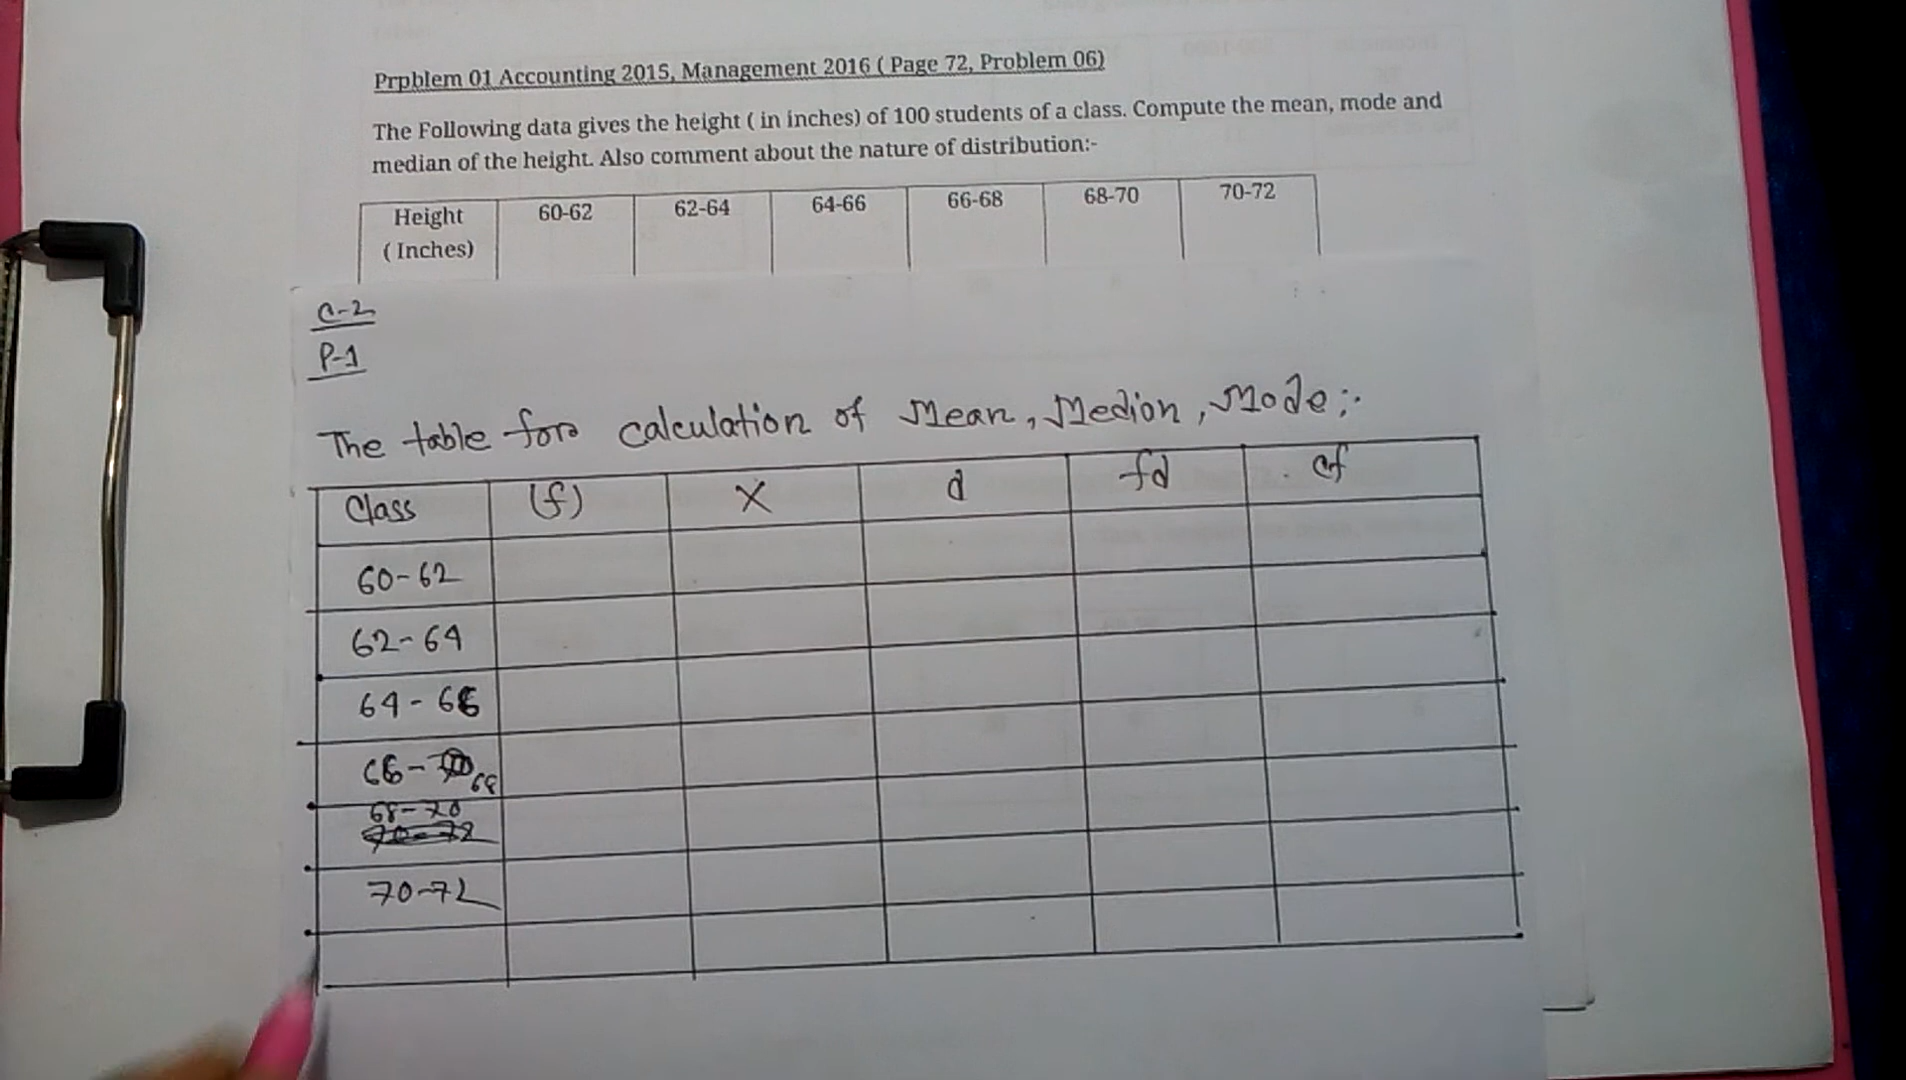 Prpblem 01 Accounting 2015, Management 2016 ( Page 72, Problem 06)
The Following data gives the height ( in inches) of 100 students of a class. Compute the mean, mode and
median of the height. Also comment about the nature of distribution:-
Height 60-62 62-64 64-66 66-68 68-70 70-72
( Inches)
C-2
P-1
The table for calculation of Mean, Median, Mode:-
Class (f) X d fd cf
60-62
62-64
64-66
66- 68
68-70
70-72
70-72